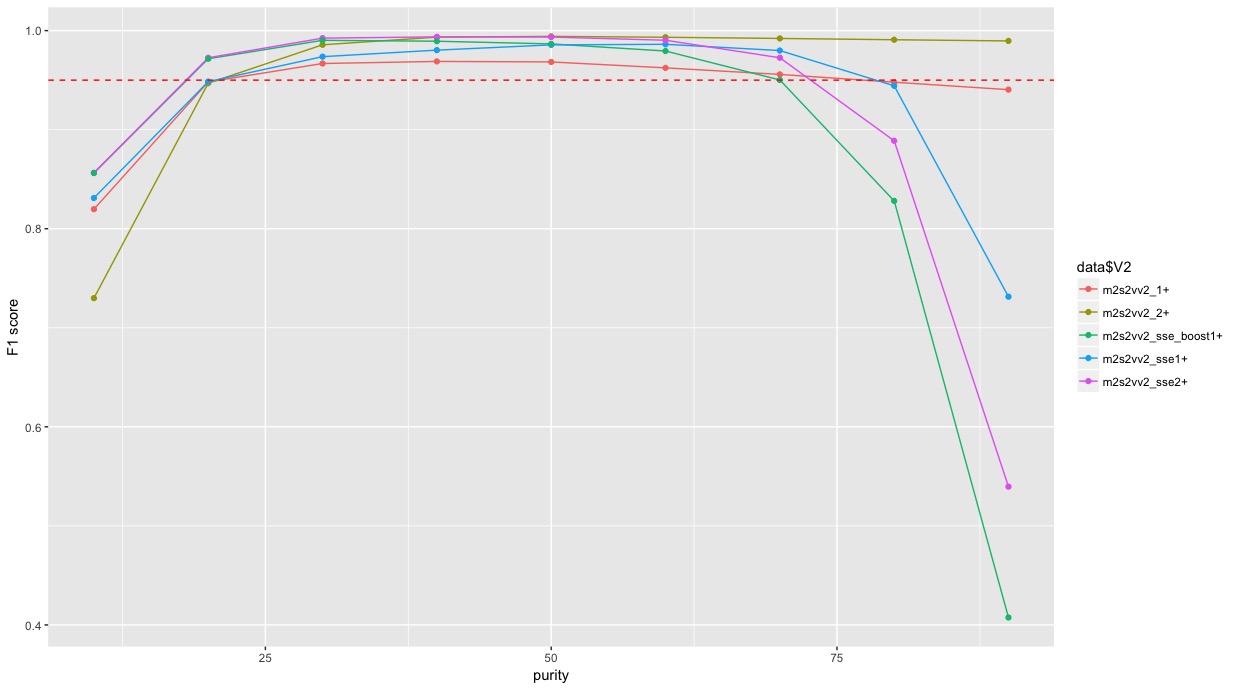 F1 score
1.0
0.8
0.6
0.4
25
50
75
purity
data$V2
m2s2vv2_1+
m2s2vv2_2+
m2s2vv2_sse_boost1+
m2s2vv2_sse1+
m2s2vv2_sse2+